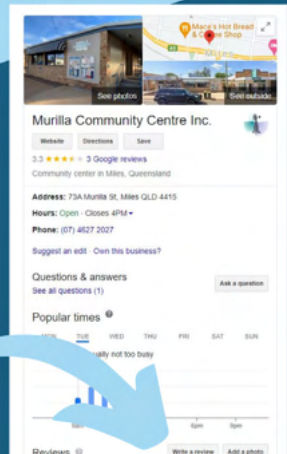 Mace's Hot Bread
& Coffee Shop
A5
See photos
See outside
Murilla Community Centre Inc.
Website Directions Save
3.3 ★★★★★ 3 Google reviews
Community center in Miles, Queensland
Address: 73A Murilla St, Miles QLD 4415
Hours: Open · Closes 4PM
Phone: (07) 4627 2027
Suggest an edit · Own this business?
Questions & answers
See all questions (1)
Ask a question
Popular times
MON TUE WED THU FRI SAT SUN
not too busy
6pm 9pm
Reviews
Write a review Add a photo